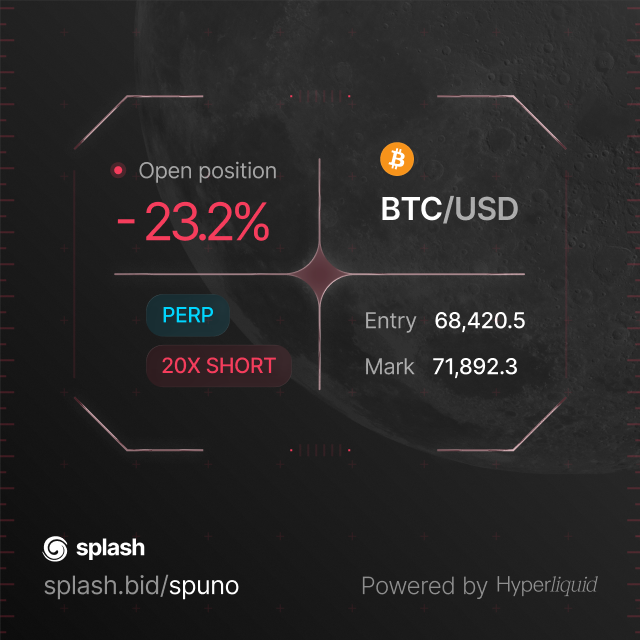 Open position
-23.2%
BTC/USD
PERP
20X SHORT
Entry 68,420.5
Mark 71,892.3
splash
splash.bid/spuno
Powered by Hyperliquid